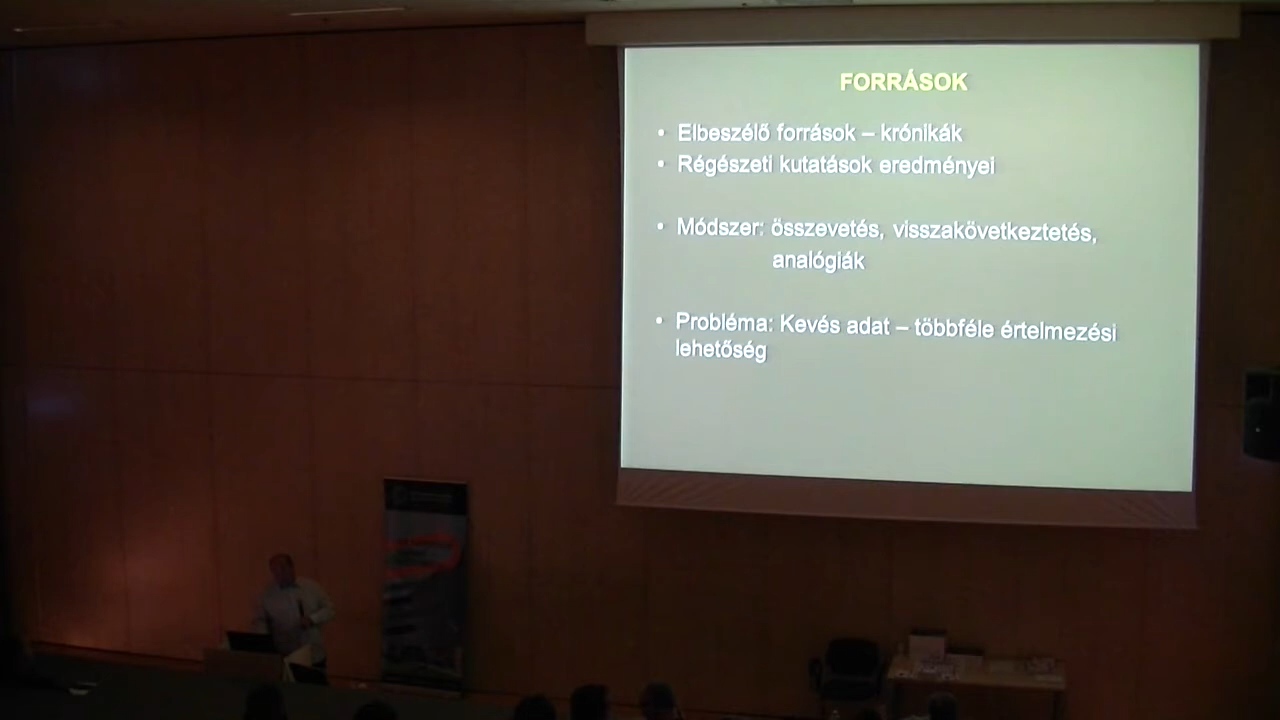 FORRÁSOK
• Elbeszélő források – krónikák
• Régészeti kutatások eredményei
• Módszer: összevetés, visszakövetkeztetés,
analógiák
• Probléma: Kevés adat – többféle értelmezési
lehetőség